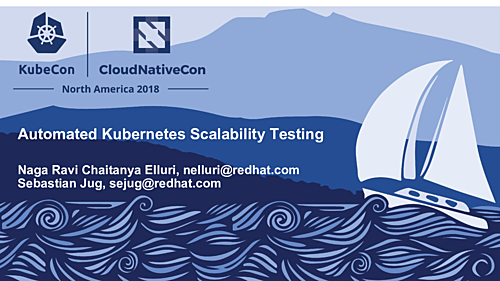 KubeCon
CloudNativeCon
North America 2018
Automated Kubernetes Scalability Testing
Naga Ravi Chaitanya Elluri, nelluri@redhat.com
Sebastian Jug, sejug@redhat.com